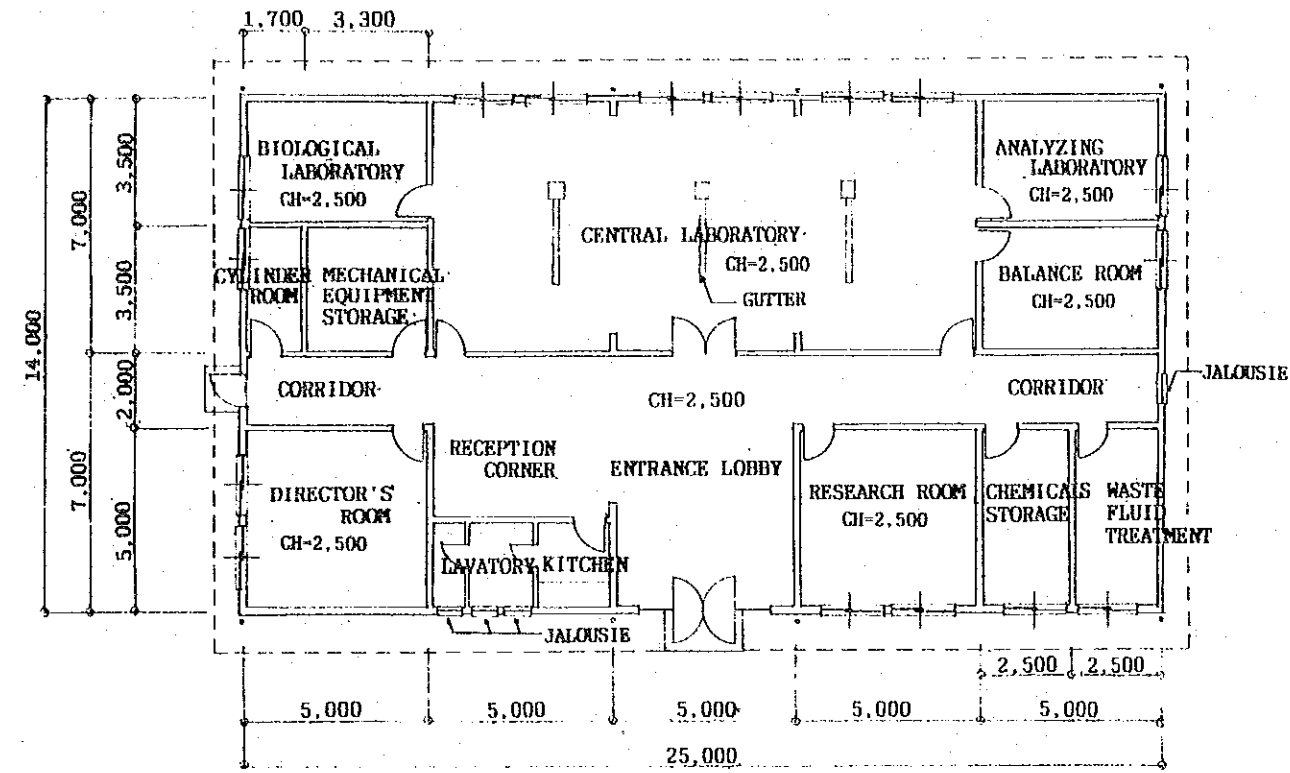 1,700 3,300
14.000
7,000
7,000
3,500
3,500
2,000
5,000
BIOLOGICAL
LABORATORY
CH=2,500
ANALYZING
LABORATORY
CH=2,500
CENTRAL LABORATORY
CH=2,500
GUTTER
CYLINDER
ROOM
MECHANICAL
EQUIPMENT
STORAGE
BALANCE ROOM
CH=2,500
CORRIDOR
CH=2,500
CORRIDOR
JALOUSIE
RECEPTION
CORNER
ENTRANCE LOBBY
DIRECTOR'S
ROOM
CH=2,500
RESEARCH ROOM
CH=2,500
CHEMICALS
STORAGE
WASTE
FLUID
TREATMENT
LAVATORY
KITCHEN
JALOUSIE
2,500 2,500
5,000 5,000 5,000 5,000 5,000
25,000